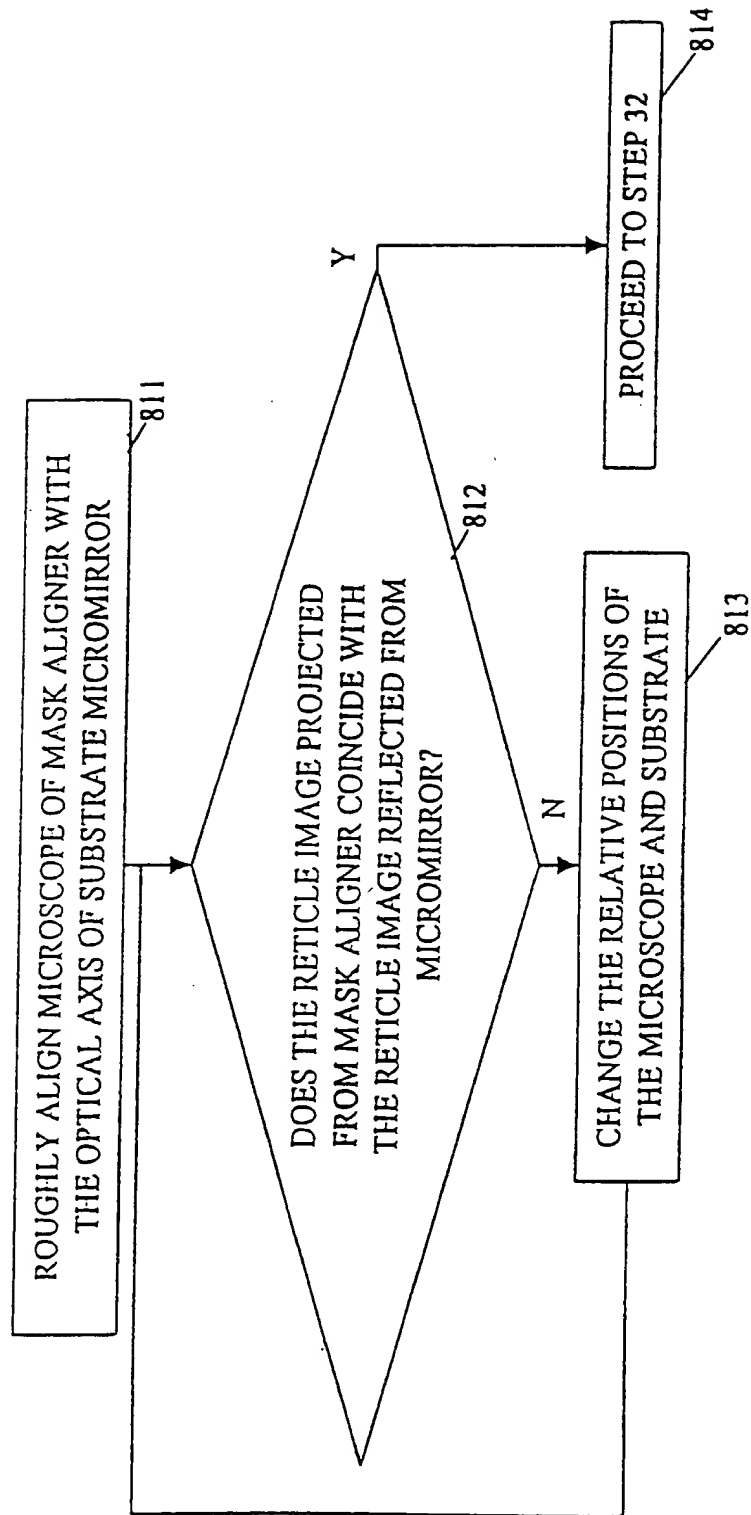 ROUGHLY ALIGN MICROSCOPE OF MASK ALIGNER WITH
THE OPTICAL AXIS OF SUBSTRATE MICROMIRROR
811
DOES THE RETICLE IMAGE PROJECTED
FROM MASK ALIGNER COINCIDE WITH
THE RETICLE IMAGE REFLECTED FROM
MICROMIRROR?
812
Y
N
CHANGE THE RELATIVE POSITIONS OF
THE MICROSCOPE AND SUBSTRATE
813
PROCEED TO STEP 32
814